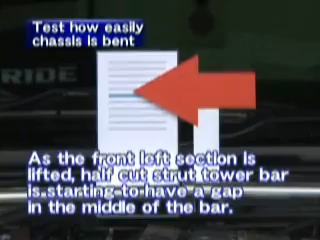 Test how easily
chassis is bent
RIDE
As the front left section is
lifted, half cut strut tower bar
is starting to have a gap
in the middle of the bar.